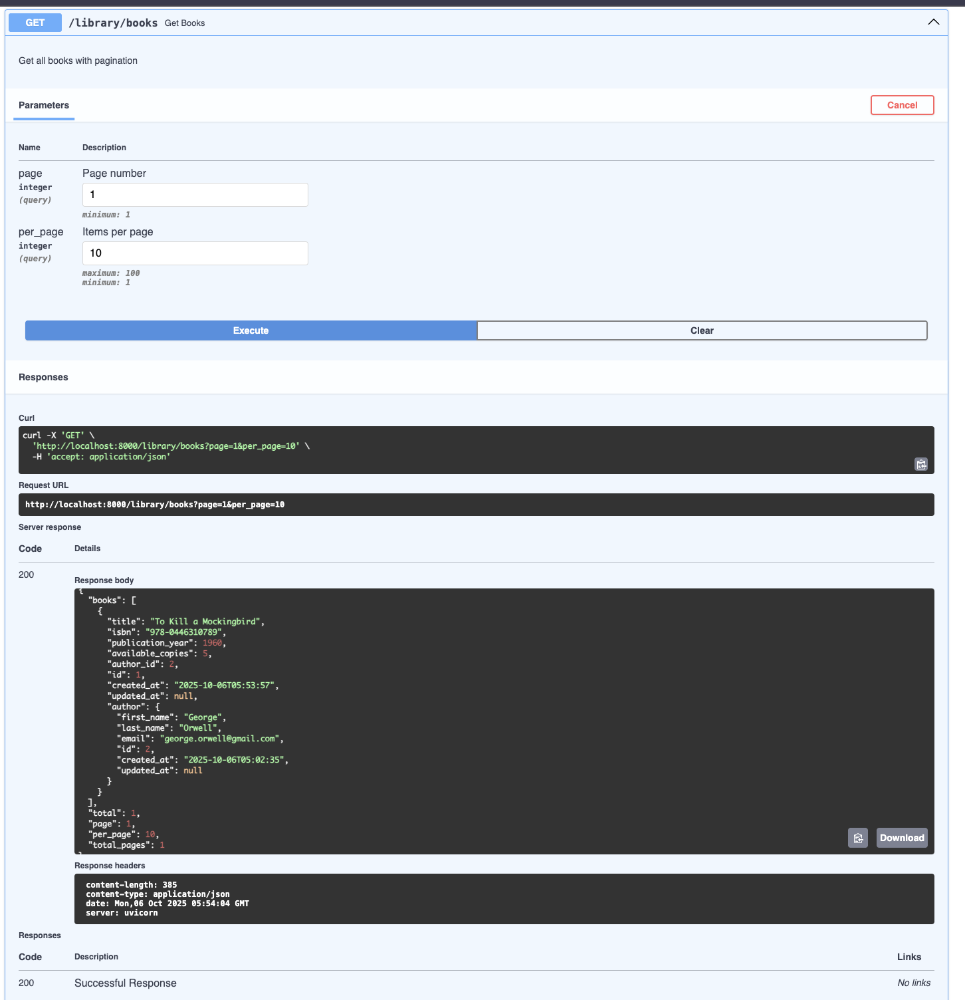 GET /library/books Get Books
Get all books with pagination
Parameters
Cancel
Name Description
page Page number
integer
(query)
1
minimum: 1
per_page Items per page
integer
(query)
10
maximum: 100
minimum: 1
Execute Clear
Responses
Curl
curl -X 'GET' \
  'http://localhost:8000/library/books?page=1&per_page=10' \
  -H 'accept: application/json'
Request URL
http://localhost:8000/library/books?page=1&per_page=10
Server response
Code Details
200
Response body
{
  "books": [
    {
      "title": "To Kill a Mockingbird",
      "isbn": "978-0446310789",
      "publication_year": 1960,
      "available_copies": 5,
      "author_id": 2,
      "id": 1,
      "created_at": "2025-10-06T05:53:57",
      "updated_at": null,
      "author": {
        "first_name": "George",
        "last_name": "Orwell",
        "email": "george.orwell@gmail.com",
        "id": 2,
        "created_at": "2025-10-06T05:02:35",
        "updated_at": null
      }
    }
  ],
  "total": 1,
  "page": 1,
  "per_page": 10,
  "total_pages": 1
}
Download
Response headers
content-length: 385
content-type: application/json
date: Mon,06 Oct 2025 05:54:04 GMT
server: uvicorn
Responses
Code Description Links
200 Successful Response No links